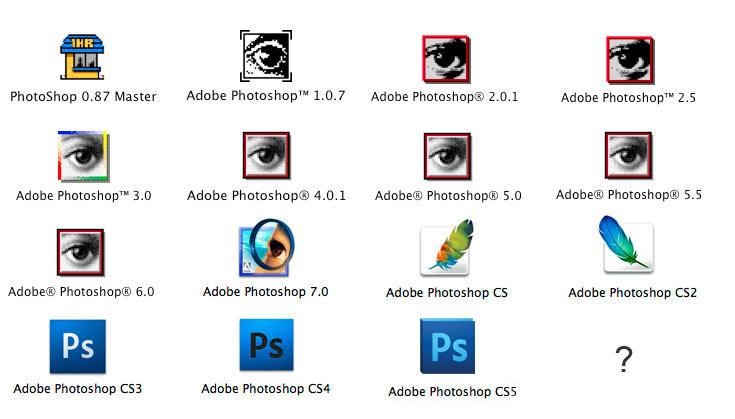 1HR
PhotoShop 0.87 Master
Adobe Photoshop™ 1.0.7
Adobe Photoshop® 2.0.1
Adobe Photoshop™ 2.5
Adobe Photoshop™ 3.0
Adobe Photoshop® 4.0.1
Adobe® Photoshop® 5.0
Adobe® Photoshop® 5.5
Adobe® Photoshop® 6.0
Adobe Photoshop 7.0
Adobe Photoshop CS
Adobe Photoshop CS2
Ps
Adobe Photoshop CS3
Ps
Adobe Photoshop CS4
Ps
Adobe Photoshop CS5
?